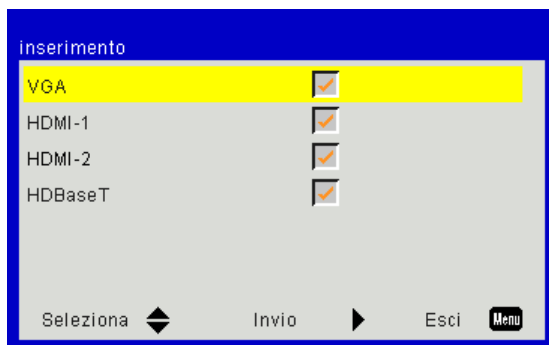 inserimento
VGA
HDMI-1
HDMI-2
HDBaseT
Seleziona Invio Esci Menu